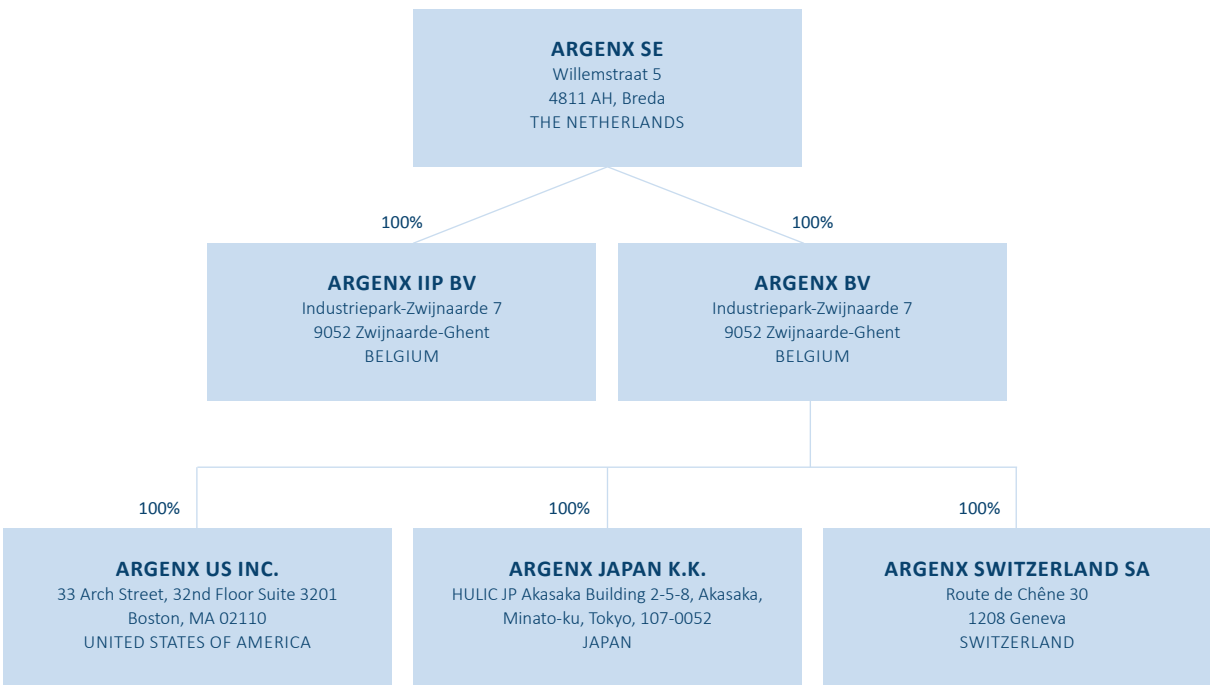 ARGENX SE
Willemstraat 5
4811 AH, Breda
THE NETHERLANDS
100%
100%
ARGENX IIP BV
Industriepark-Zwijnaarde 7
9052 Zwijnaarde-Ghent
BELGIUM
ARGENX BV
Industriepark-Zwijnaarde 7
9052 Zwijnaarde-Ghent
BELGIUM
100%
100%
100%
ARGENX US INC.
33 Arch Street, 32nd Floor Suite 3201
Boston, MA 02110
UNITED STATES OF AMERICA
ARGENX JAPAN K.K.
HULIC JP Akasaka Building 2-5-8, Akasaka,
Minato-ku, Tokyo, 107-0052
JAPAN
ARGENX SWITZERLAND SA
Route de Chêne 30
1208 Geneva
SWITZERLAND